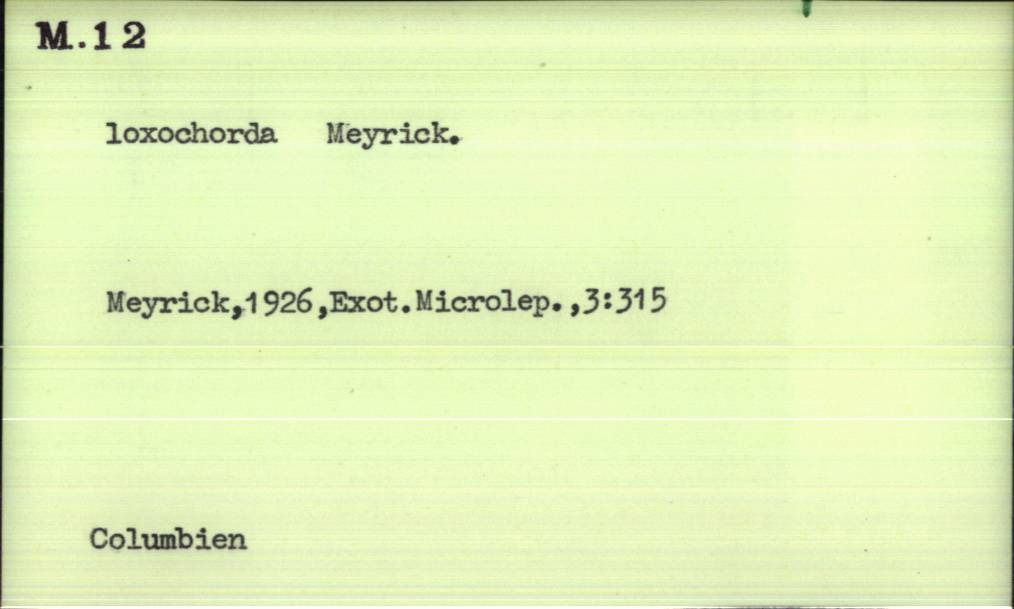 M.12
loxochorda Meyrick.
Meyrick,1926,Exot.Microlep.,3:315
Columbien